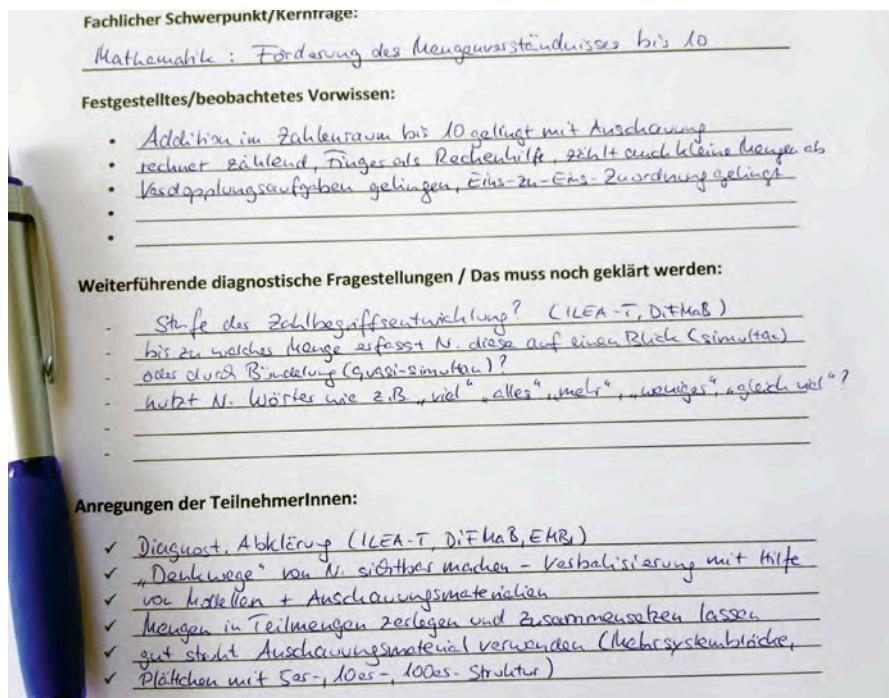 Fachlicher Schwerpunkt/Kernfrage:
Mathematik : Förderung des Mengenverständnisses bis 10
Festgestelltes/beobachtetes Vorwissen:
• Addition im Zahlenraum bis 10 gelingt mit Anschauung
• rechnet zählend, Finger als Rechenhilfe, zählt auch kleine Mengen ab
• Verdopplungsaufgaben gelingen, Eins-zu-Eins-Zuordnung gelingt
•
•
Weiterführende diagnostische Fragestellungen / Das muss noch geklärt werden:
- Stufe der Zahlbegriffsentwicklung? (ILEA-T, DiFMaB)
- bis zu welcher Menge erfasst N. diese auf einen Blick (simultan)
- oder durch Bündelung (quasi-simultan)?
- nutzt N. Wörter wie z.B. „viel“ „alles“, „mehr“, „weniger“, „gleich viel“?
-
-
Anregungen der TeilnehmerInnen:
✓ Diagnost. Abklärung (ILEA-T, DiFMaB, EMBI)
✓ „Denkwege“ von N. sichtbar machen – Verbalisierung mit Hilfe
✓ von Modellen + Anschauungsmaterialien
✓ Mengen in Teilmengen zerlegen und zusammensetzen lassen
✓ gut strukt Anschauungsmaterial verwenden (Mehrsystemblöcke,
✓ Plättchen mit 5er-, 10er-, 100er-Struktur)